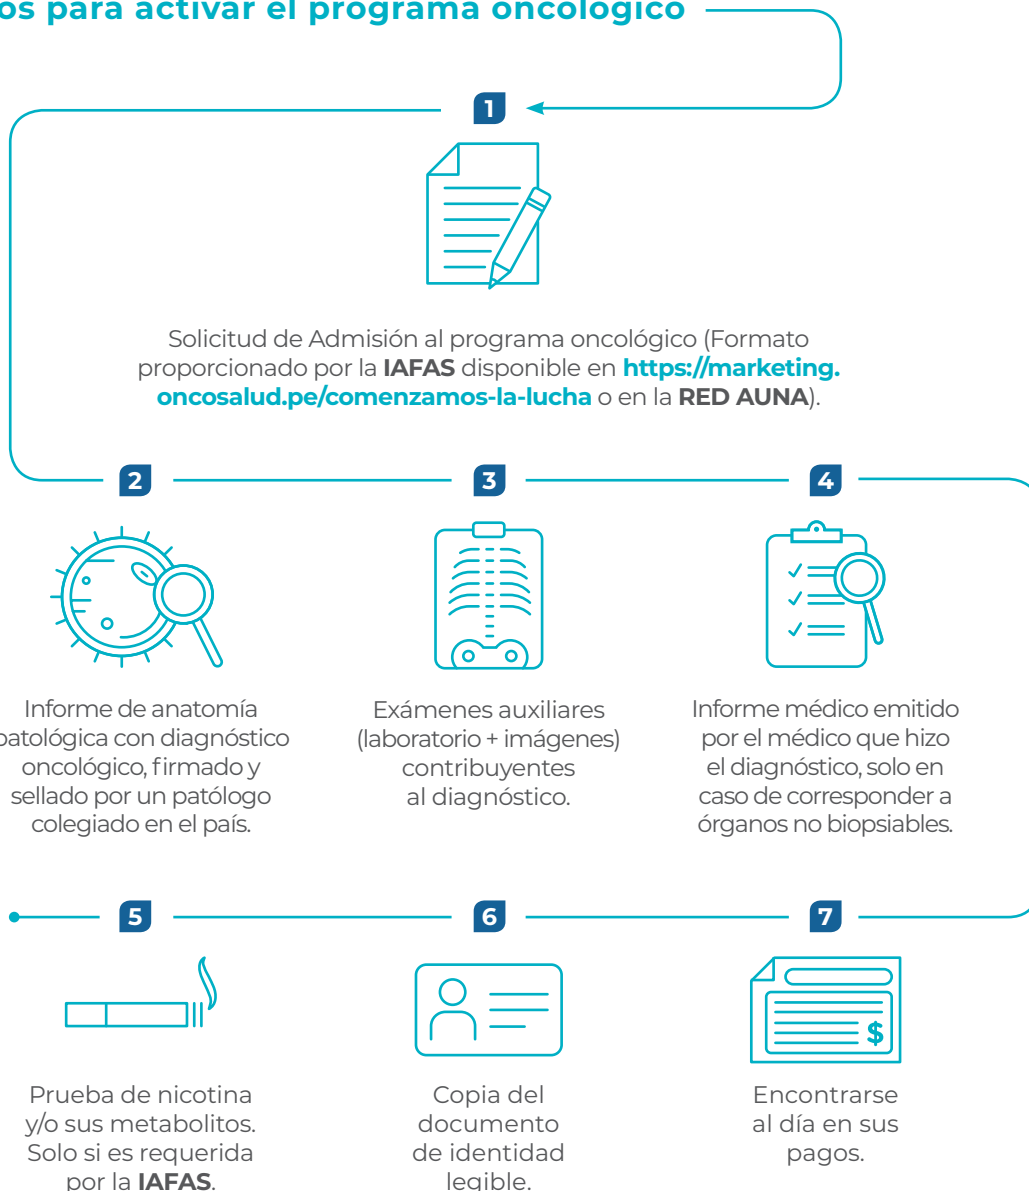 os para activar el programa oncológico
1
Solicitud de Admisión al programa oncológico (Formato
proporcionado por la IAFAS disponible en https://marketing.
oncosalud.pe/comenzamos-la-lucha o en la RED AUNA).
2
3
4
Informe de anatomía
patológica con diagnóstico
oncológico, firmado y
sellado por un patólogo
colegiado en el país.
Exámenes auxiliares
(laboratorio + imágenes)
contribuyentes
al diagnóstico.
Informe médico emitido
por el médico que hizo
el diagnóstico, solo en
caso de corresponder a
órganos no biopsiables.
5
6
7
$
Prueba de nicotina
y/o sus metabolitos.
Solo si es requerida
por la IAFAS.
Copia del
documento
de identidad
legible.
Encontrarse
al día en sus
pagos.